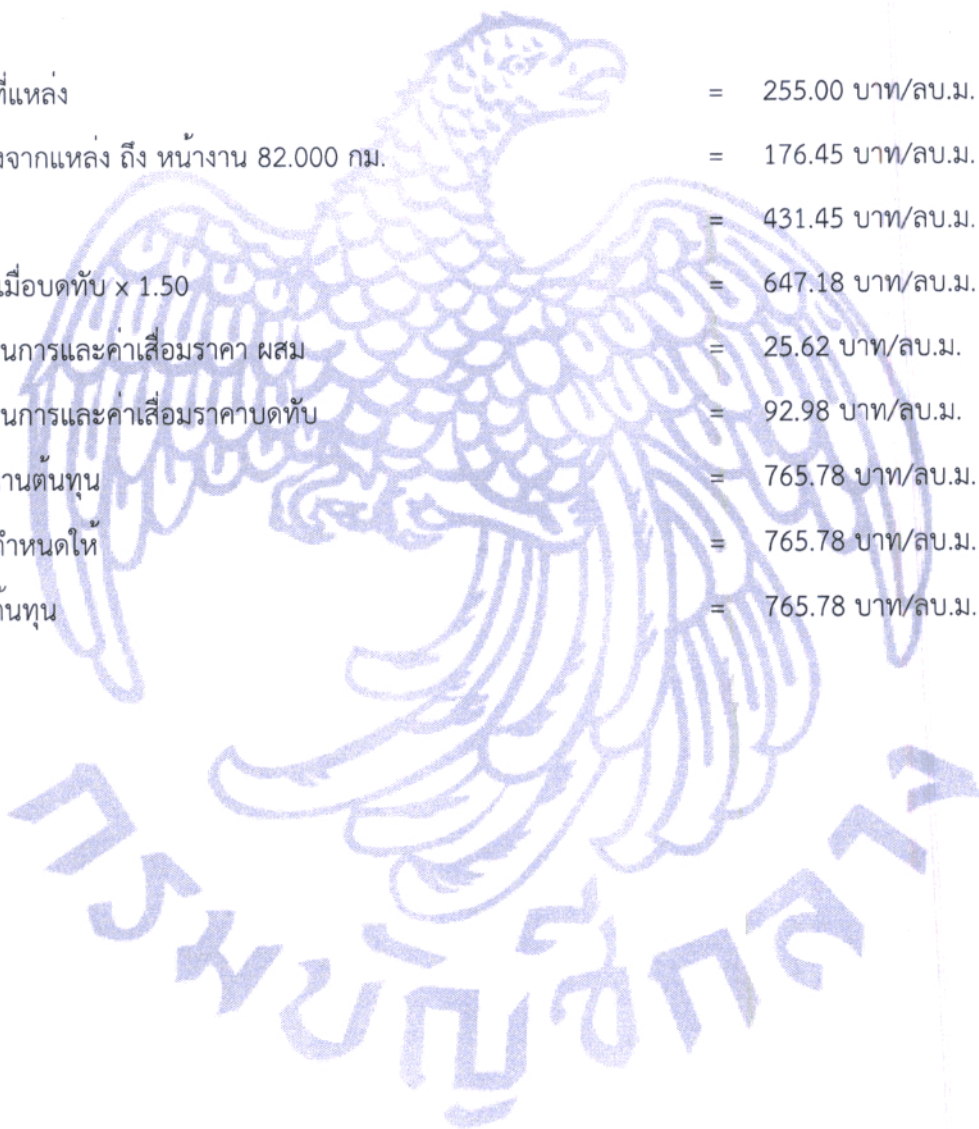 ที่แหล่ง = 255.00 บาท/ลบ.ม.
งจากแหล่ง ถึง หน้างาน 82.000 กม. = 176.45 บาท/ลบ.ม.
= 431.45 บาท/ลบ.ม.
เมื่อบดทับ x 1.50 = 647.18 บาท/ลบ.ม.
นการและค่าเสื่อมราคา ผสม = 25.62 บาท/ลบ.ม.
นการและค่าเสื่อมราคาบดทับ = 92.98 บาท/ลบ.ม.
านต้นทุน = 765.78 บาท/ลบ.ม.
กำหนดให้ = 765.78 บาท/ลบ.ม.
้นทุน = 765.78 บาท/ลบ.ม.
กรมบัญชีกลาง